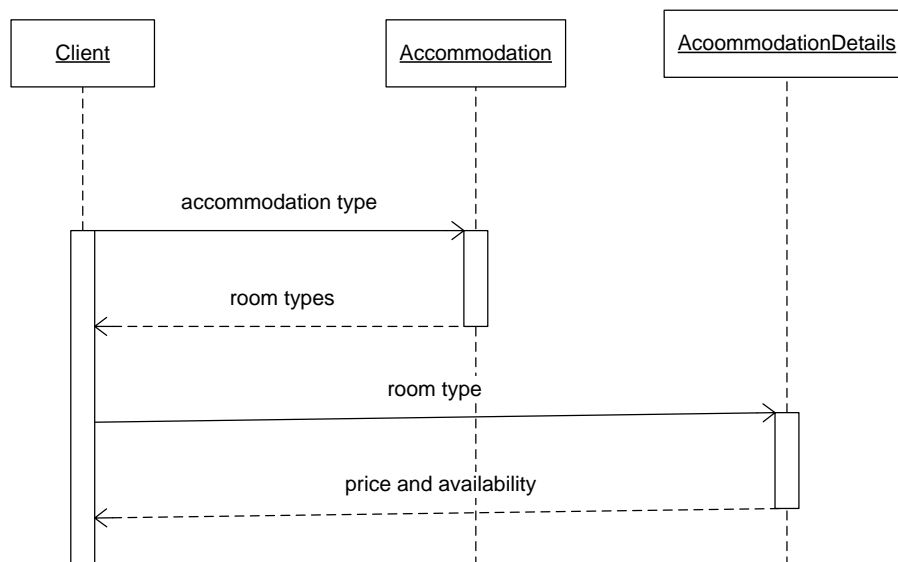 Client
Accommodation
AcoommodationDetails
accommodation type
room types
room type
price and availability